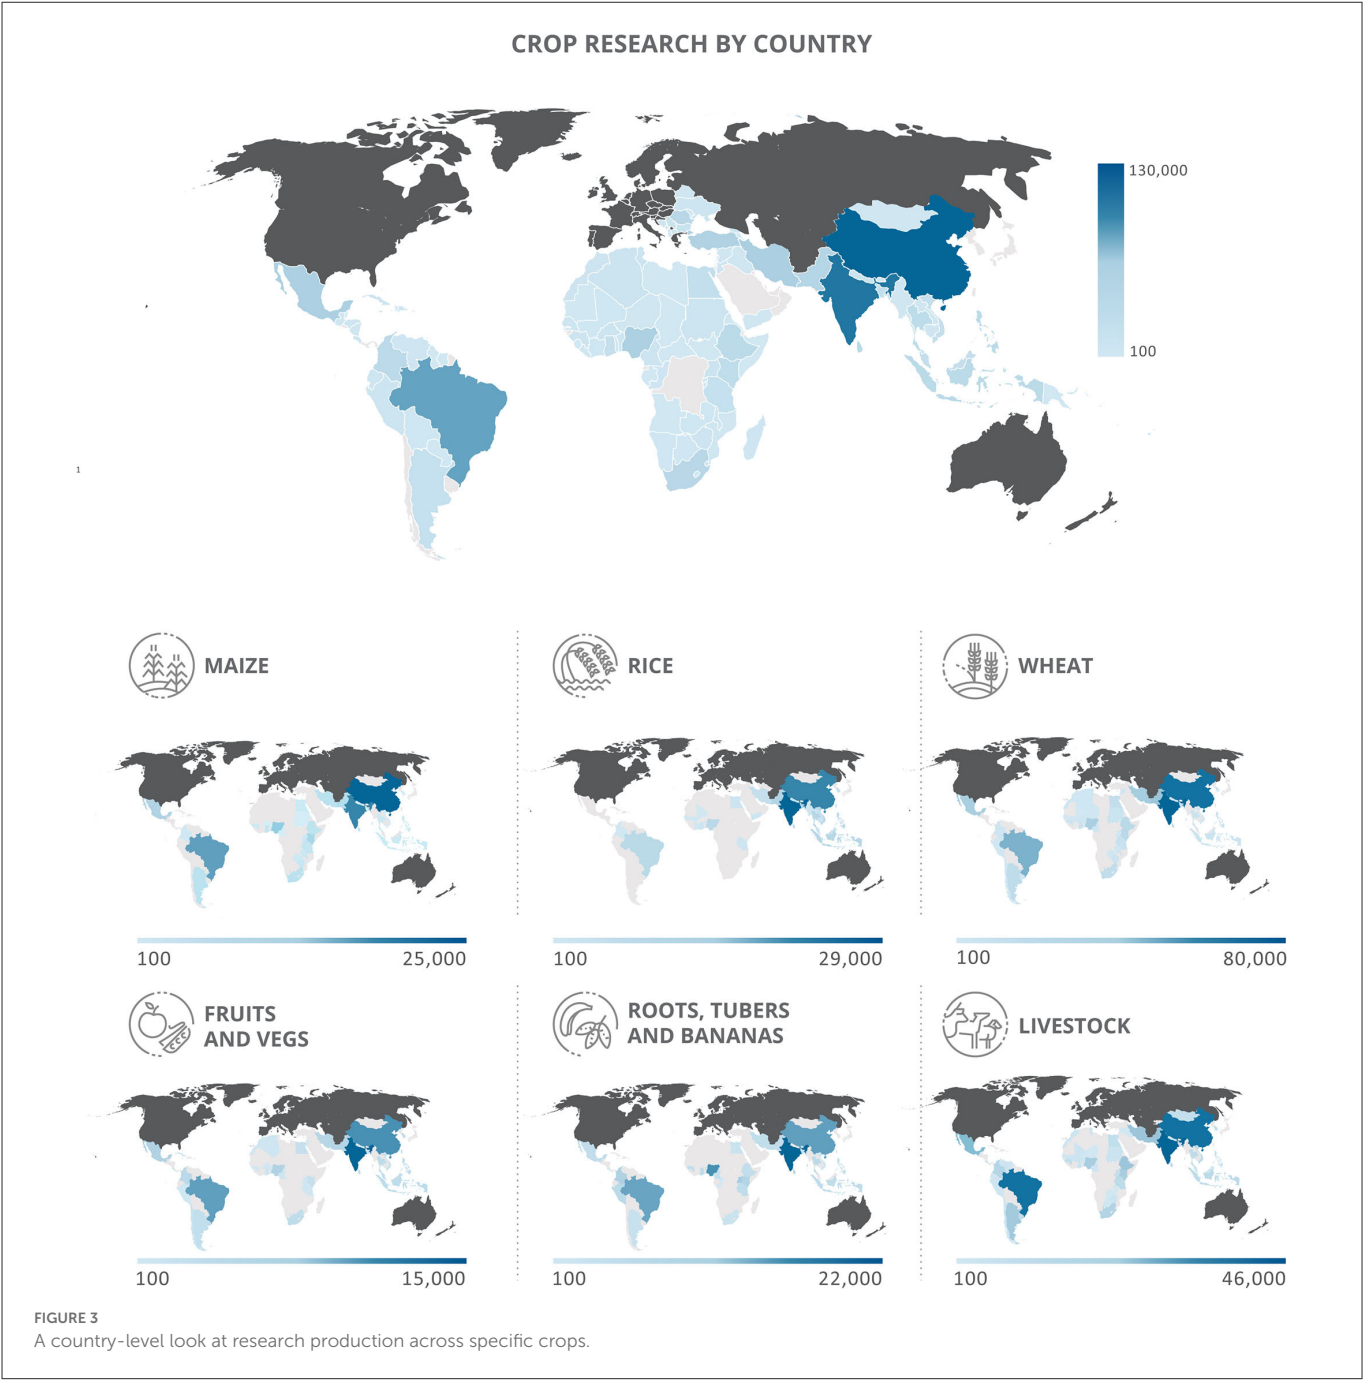 CROP RESEARCH BY COUNTRY
130,000
100
1
MAIZE
RICE
WHEAT
100
25,000
100
29,000
100
80,000
FRUITS
AND VEGS
ROOTS, TUBERS
AND BANANAS
LIVESTOCK
100
15,000
100
22,000
100
46,000
FIGURE 3
A country-level look at research production across specific crops.